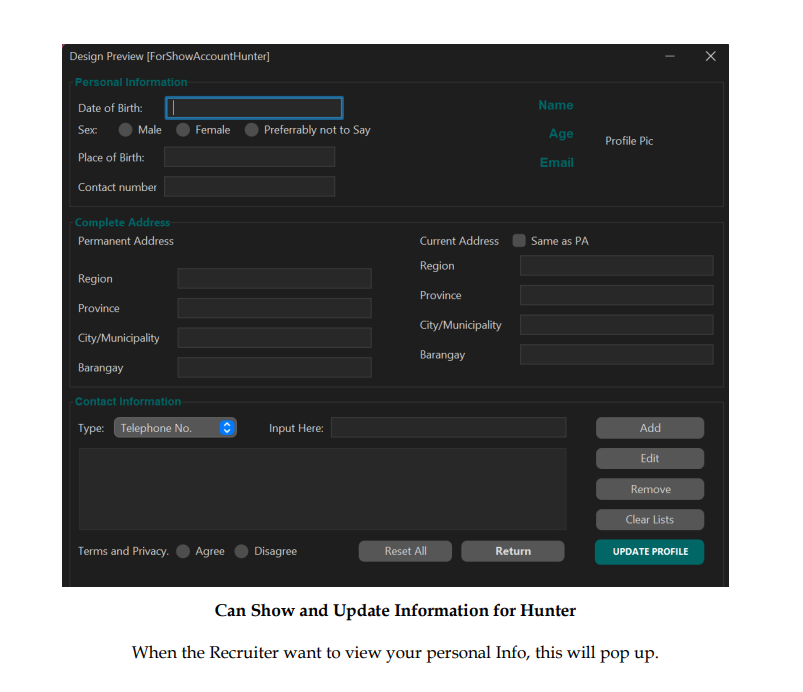 Design Preview [ForShowAccountHunter]
Personal Information
Date of Birth:
Name
Sex: Male Female Preferrably not to Say
Age
Profile Pic
Place of Birth:
Email
Contact number
Complete Address
Permanent Address
Current Address Same as PA
Region
Region
Province
Province
City/Municipality
City/Municipality
Barangay
Barangay
Contact Information
Type: Telephone No. Input Here: Add
Edit
Remove
Clear Lists
Terms and Privacy. Agree Disagree Reset All Return UPDATE PROFILE
Can Show and Update Information for Hunter
When the Recruiter want to view your personal Info, this will pop up.